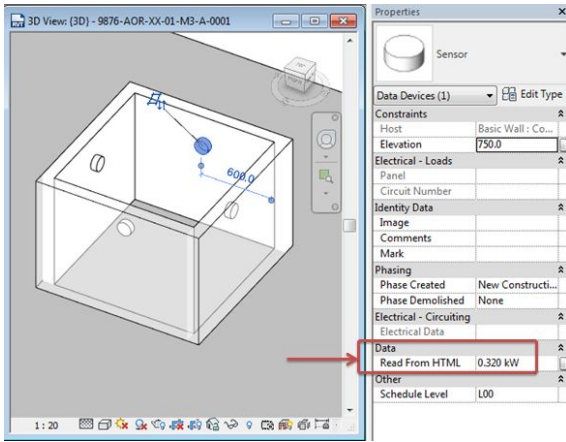 3D View: {3D} - 9876-AOR-XX-01-M3-A-0001
600.0
1 : 20
Properties
Sensor
Data Devices (1)
Edit Type
Constraints
Host Basic Wall : Co...
Elevation 750.0
Electrical - Loads
Panel
Circuit Number
Identity Data
Image
Comments
Mark
Phasing
Phase Created New Constructi...
Phase Demolished None
Electrical - Circuiting
Electrical Data
Data
Read From HTML 0.320 kW
Other
Schedule Level L00